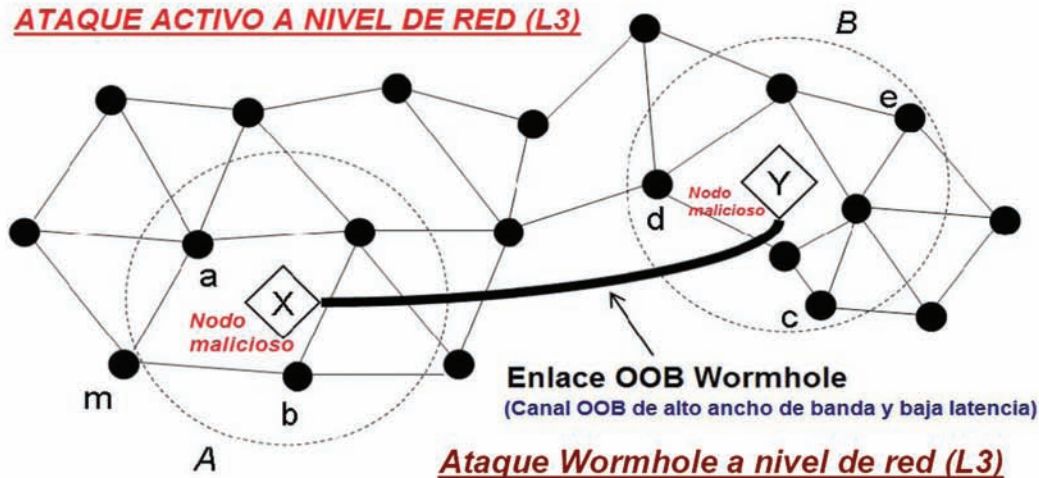 ATAQUE ACTIVO A NIVEL DE RED (L3)
B
e
Y
Nodo
malicioso
d
a
X
Nodo
malicioso
c
m
b
Enlace OOB Wormhole
(Canal OOB de alto ancho de banda y baja latencia)
A
Ataque Wormhole a nivel de red (L3)